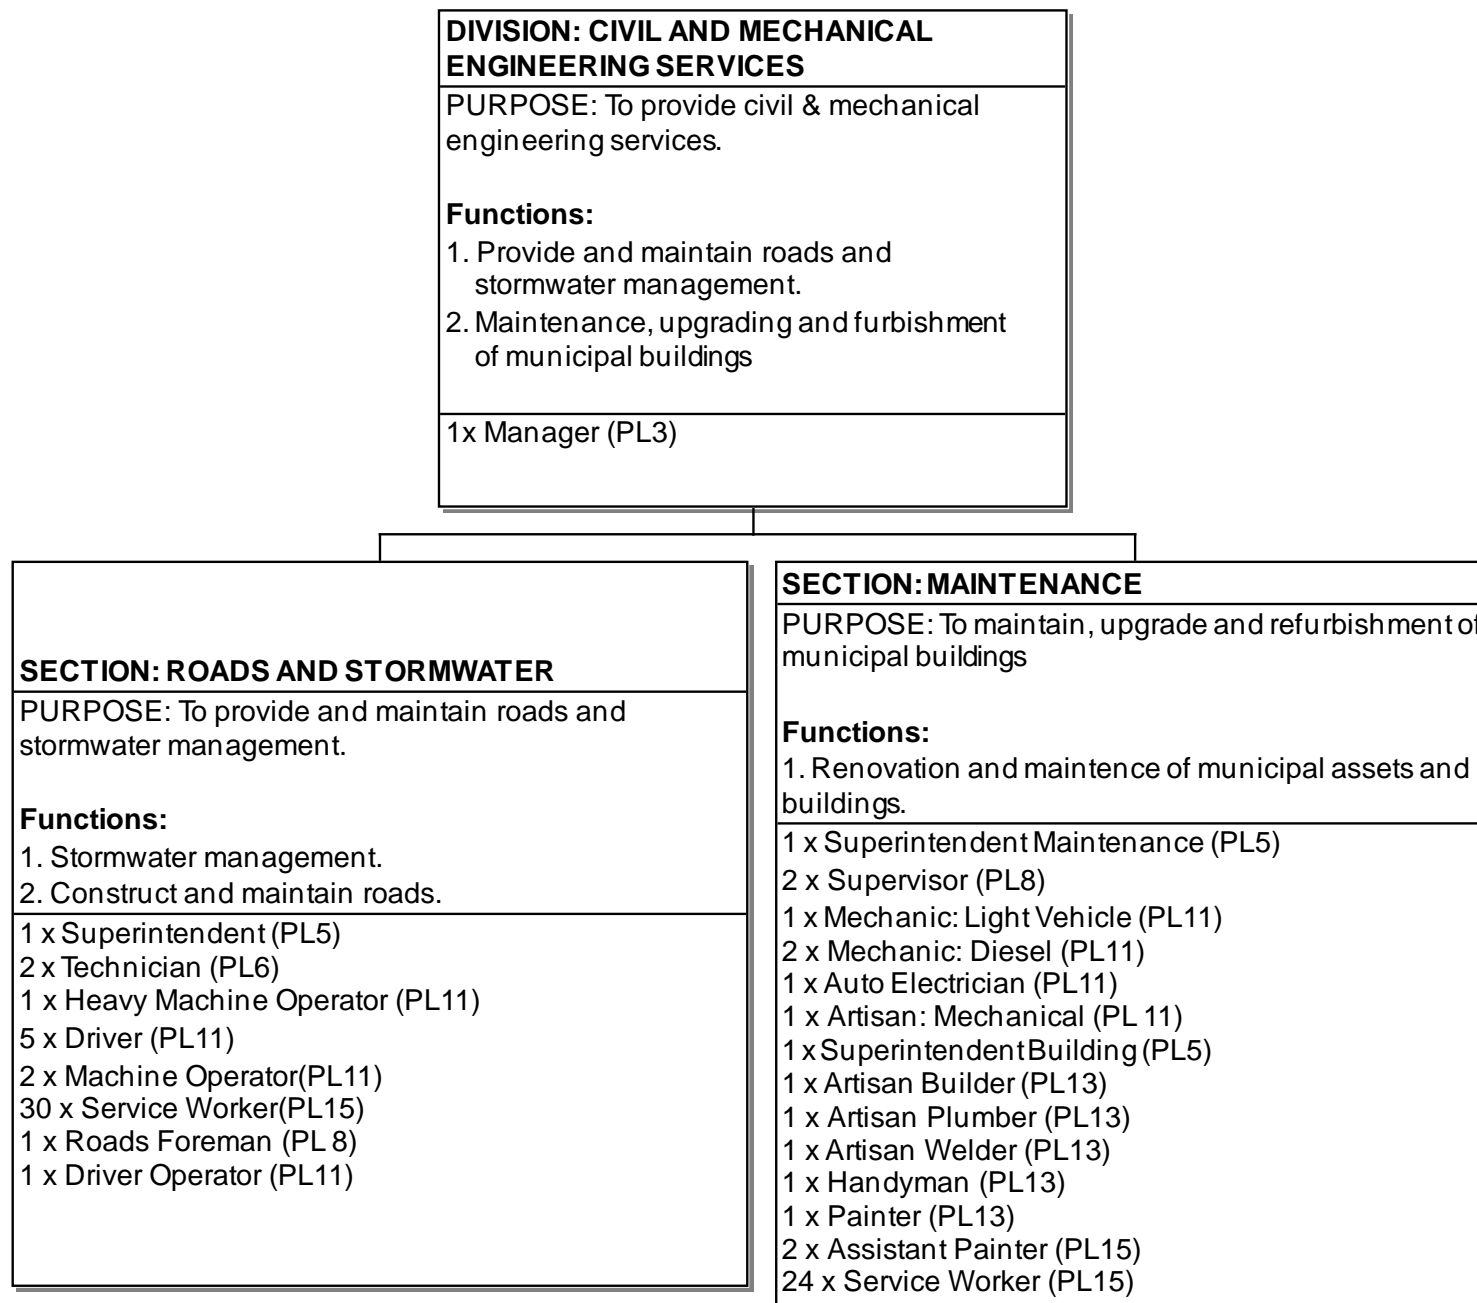 DIVISION: CIVIL AND MECHANICAL
ENGINEERING SERVICES
PURPOSE: To provide civil & mechanical
engineering services.
Functions:
1. Provide and maintain roads and
stormwater management.
2. Maintenance, upgrading and furbishment
of municipal buildings
1x Manager (PL3)
SECTION: ROADS AND STORMWATER
PURPOSE: To provide and maintain roads and
stormwater management.
Functions:
1. Stormwater management.
2. Construct and maintain roads.
1 x Superintendent (PL5)
2 x Technician (PL6)
1 x Heavy Machine Operator (PL11)
5 x Driver (PL11)
2 x Machine Operator(PL11)
30 x Service Worker(PL15)
1 x Roads Foreman (PL 8)
1 x Driver Operator (PL11)
SECTION: MAINTENANCE
PURPOSE: To maintain, upgrade and refurbishment of
municipal buildings
Functions:
1. Renovation and maintence of municipal assets and
buildings.
1 x Superintendent Maintenance (PL5)
2 x Supervisor (PL8)
1 x Mechanic: Light Vehicle (PL11)
2 x Mechanic: Diesel (PL11)
1 x Auto Electrician (PL11)
1 x Artisan: Mechanical (PL 11)
1 x Superintendent Building (PL5)
1 x Artisan Builder (PL13)
1 x Artisan Plumber (PL13)
1 x Artisan Welder (PL13)
1 x Handyman (PL13)
1 x Painter (PL13)
2 x Assistant Painter (PL15)
24 x Service Worker (PL15)